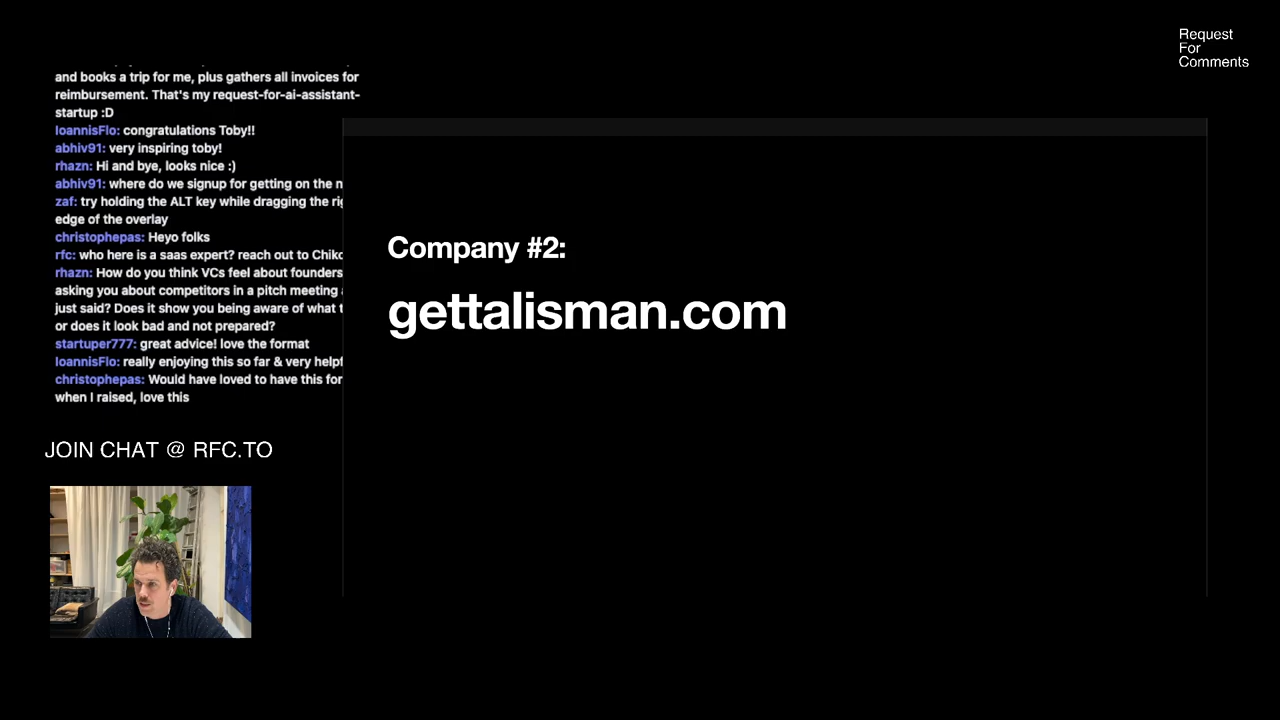 Request
For
Comments
and books a trip for me, plus gathers all invoices for
reimbursement. That's my request-for-ai-assistant-
startup :D
IoannisFlo: congratulations Toby!!
abhiv91: very inspiring toby!
rhazn: Hi and bye, looks nice :)
abhiv91: where do we signup for getting on the n
zaf: try holding the ALT key while dragging the rig
edge of the overlay
christophepas: Heyo folks
rfc: who here is a saas expert? reach out to Chiko
rhazn: How do you think VCs feel about founders
asking you about competitors in a pitch meeting
just said? Does it show you being aware of what t
or does it look bad and not prepared?
startuper777: great advice! love the format
IoannisFlo: really enjoying this so far & very helpf
christophepas: Would have loved to have this for
when I raised, love this
JOIN CHAT @ RFC.TO
Company #2:
gettalisman.com